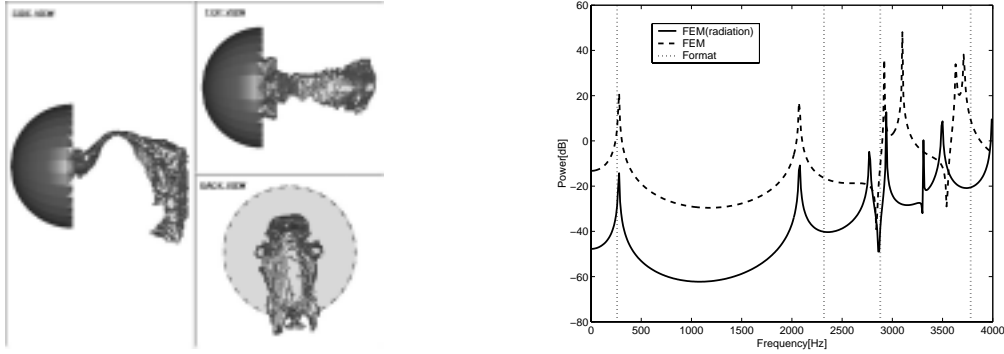 SIDE VIEW
TOP VIEW
BACK VIEW
60
40
20
0
−20
−40
−60
−80
Power[dB]
FEM(radiation)
FEM
Format
0
500
1000
1500
2000
2500
3000
3500
4000
Frequency[Hz]